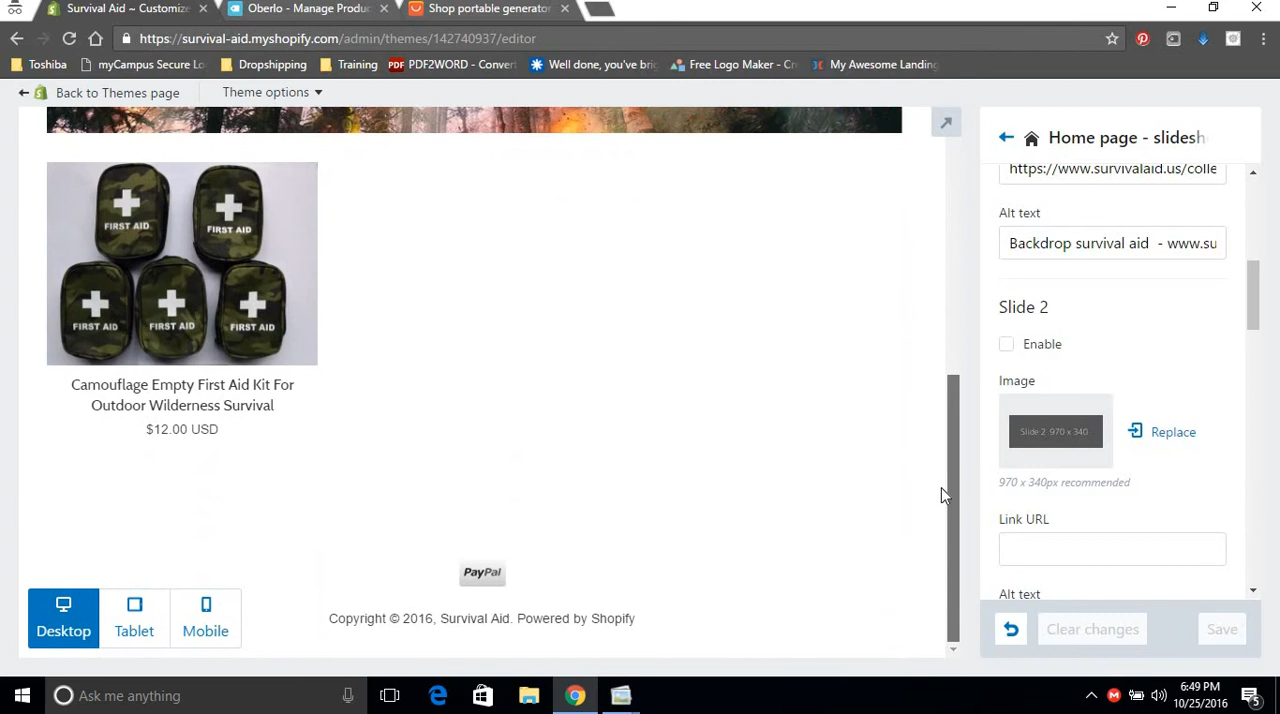 Survival Aid ~ Customize
Oberlo - Manage Produc
Shop portable generator
https://survival-aid.myshopify.com/admin/themes/142740937/editor
Toshiba
myCampus Secure Lo
Dropshipping
Training
PDF PDF2WORD - Convert
Well done, you've brig
Free Logo Maker - Cr
My Awesome Landing
Back to Themes page
Theme options
Home page - slidesh
https://www.survivalaid.us/colle
Alt text
Backdrop survival aid - www.su
FIRST AID
FIRST AID
FIRST AID
FIRST AID
FIRST AID
Camouflage Empty First Aid Kit For
Outdoor Wilderness Survival
$12.00 USD
Slide 2
Enable
Image
Slide 2 970 x 340
Replace
970 x 340px recommended
Link URL
Alt text
PayPal
Copyright © 2016, Survival Aid. Powered by Shopify
Desktop
Tablet
Mobile
Clear changes
Save
Ask me anything
6:49 PM
10/25/2016
5